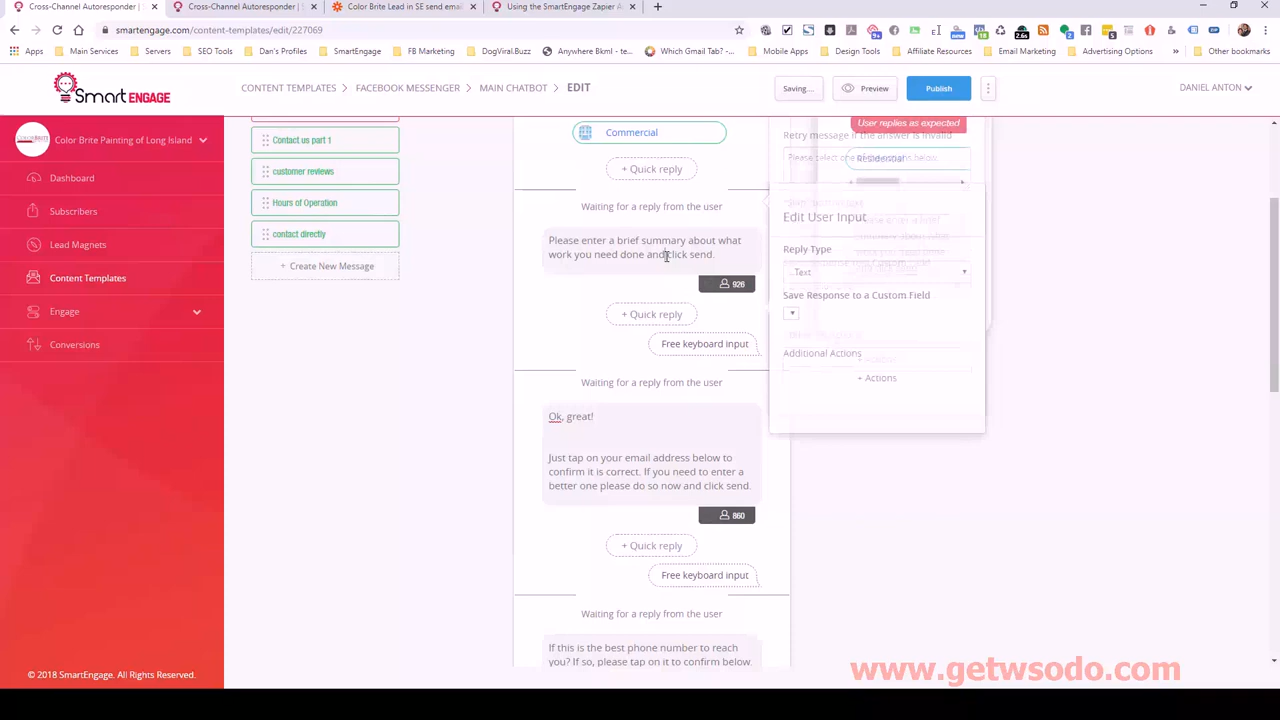 Cross-Channel Autoresponder |
Cross-Channel Autoresponder |
Color Brite Lead in SE send email
Using the SmartEngage Zapier A
smartengage.com/content-templates/edit/227069
Apps
Main Services
Servers
SEO Tools
Dan's Profiles
SmartEngage
FB Marketing
DogViral.Buzz
Anywhere Bkml - te...
Which Gmail Tab? -...
Mobile Apps
Design Tools
Affiliate Resources
Email Marketing
Advertising Options
Other bookmarks
Smart ENGAGE
CONTENT TEMPLATES
FACEBOOK MESSENGER
MAIN CHATBOT
EDIT
Saving...
Preview
Publish
DANIEL ANTON
Color Brite Painting of Long Island
Dashboard
Subscribers
Lead Magnets
Content Templates
Engage
Conversions
© 2018 SmartEngage. All Rights Reserved.
Contact us part 1
customer reviews
Hours of Operation
contact directly
+ Create New Message
Commercial
+ Quick reply
Waiting for a reply from the user
Please enter a brief summary about what
work you need done and click send.
926
+ Quick reply
Free keyboard input
Waiting for a reply from the user
Ok, great!
Just tap on your email address below to
confirm it is correct. If you need to enter a
better one please do so now and click send.
860
+ Quick reply
Free keyboard input
Waiting for a reply from the user
If this is the best phone number to reach
you? If so, please tap on it to confirm below.
User replies as expected
Retry message if the answer is invalid
Residential
Edit User Input
Reply Type
Text
Save Response to a Custom Field
Additional Actions
+ Actions
www.getwsodo.com